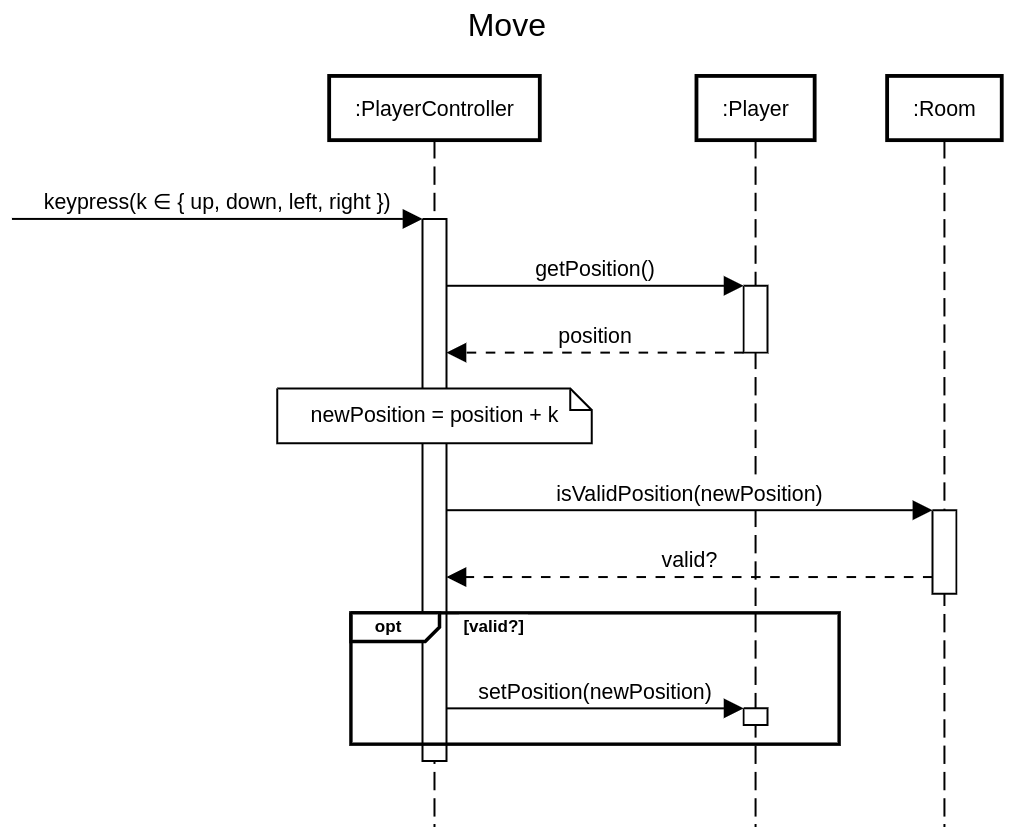 Move
:PlayerController
:Player
:Room
keypress(k ∈ { up, down, left, right })
getPosition()
position
newPosition = position + k
isValidPosition(newPosition)
valid?
opt
[valid?]
setPosition(newPosition)